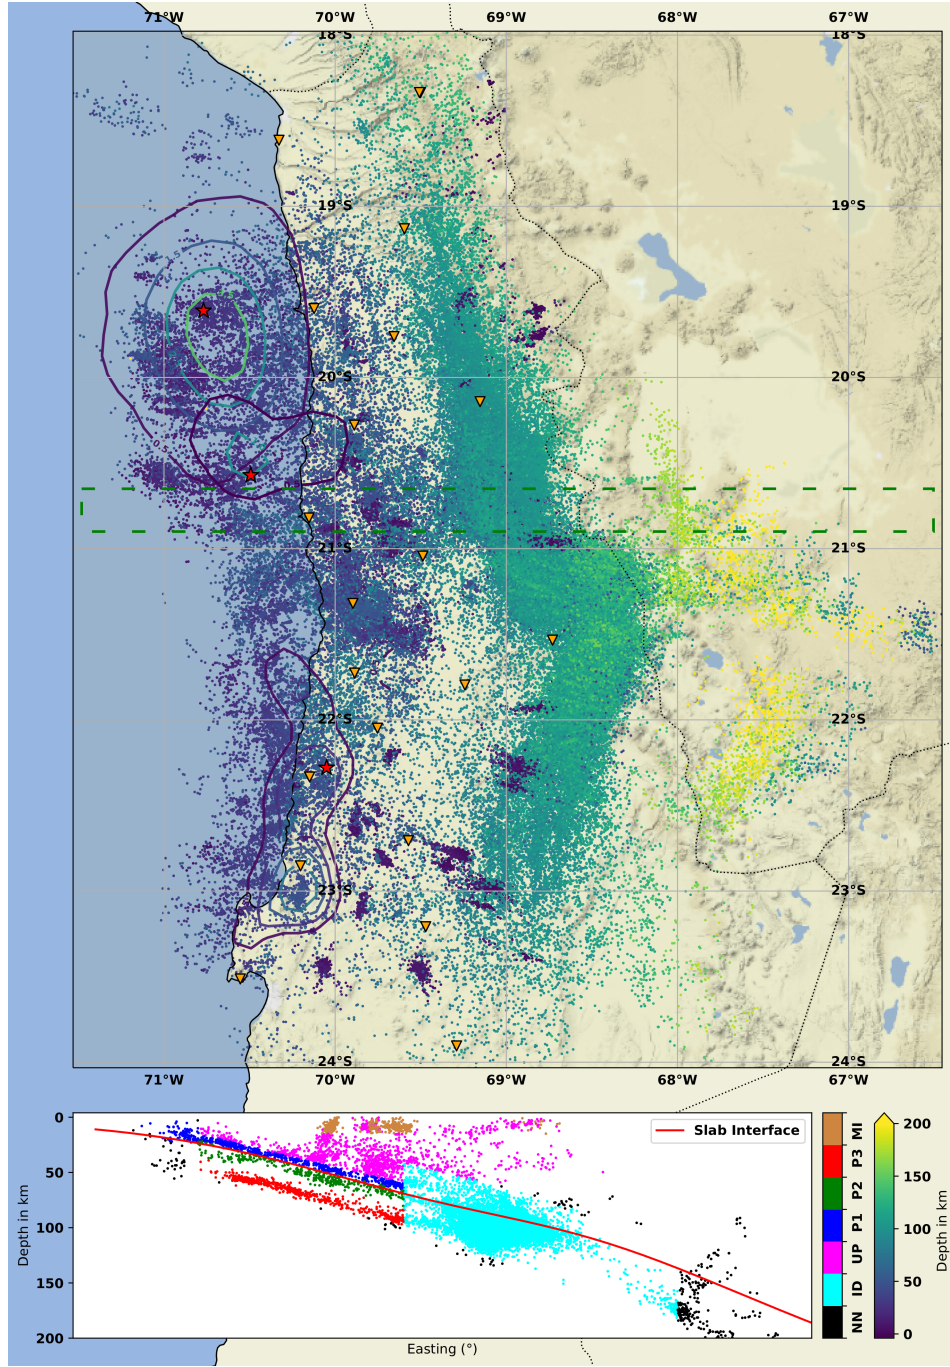 71°W 70°W 69°W 68°W 67°W
18°S 18°S
19°S 19°S
20°S 20°S
21°S 21°S
22°S 22°S
23°S 23°S
24°S 24°S
71°W 70°W 69°W 68°W 67°W
0
50
100
150
200
Depth in km
Easting (°)
Slab Interface
MI
P3
P2
P1
UP
ID
NN
200
150
100
50
0
Depth in km